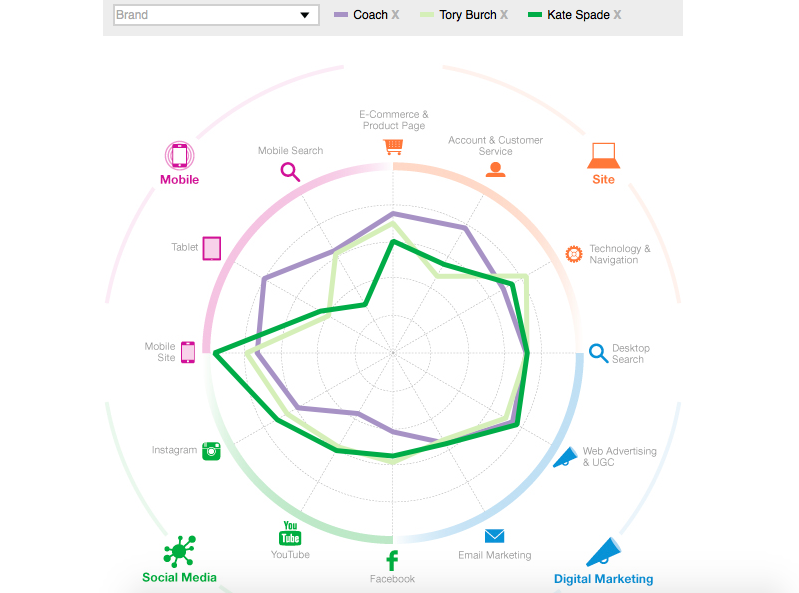 Brand
Coach X
Tory Burch X
Kate Spade X
E-Commerce &
Product Page
Account & Customer
Service
Mobile Search
Mobile
Site
Tablet
Technology &
Navigation
Mobile
Site
Desktop
Search
Instagram
Web Advertising
& UGC
You
Tube
YouTube
Email Marketing
Facebook
Social Media
Digital Marketing